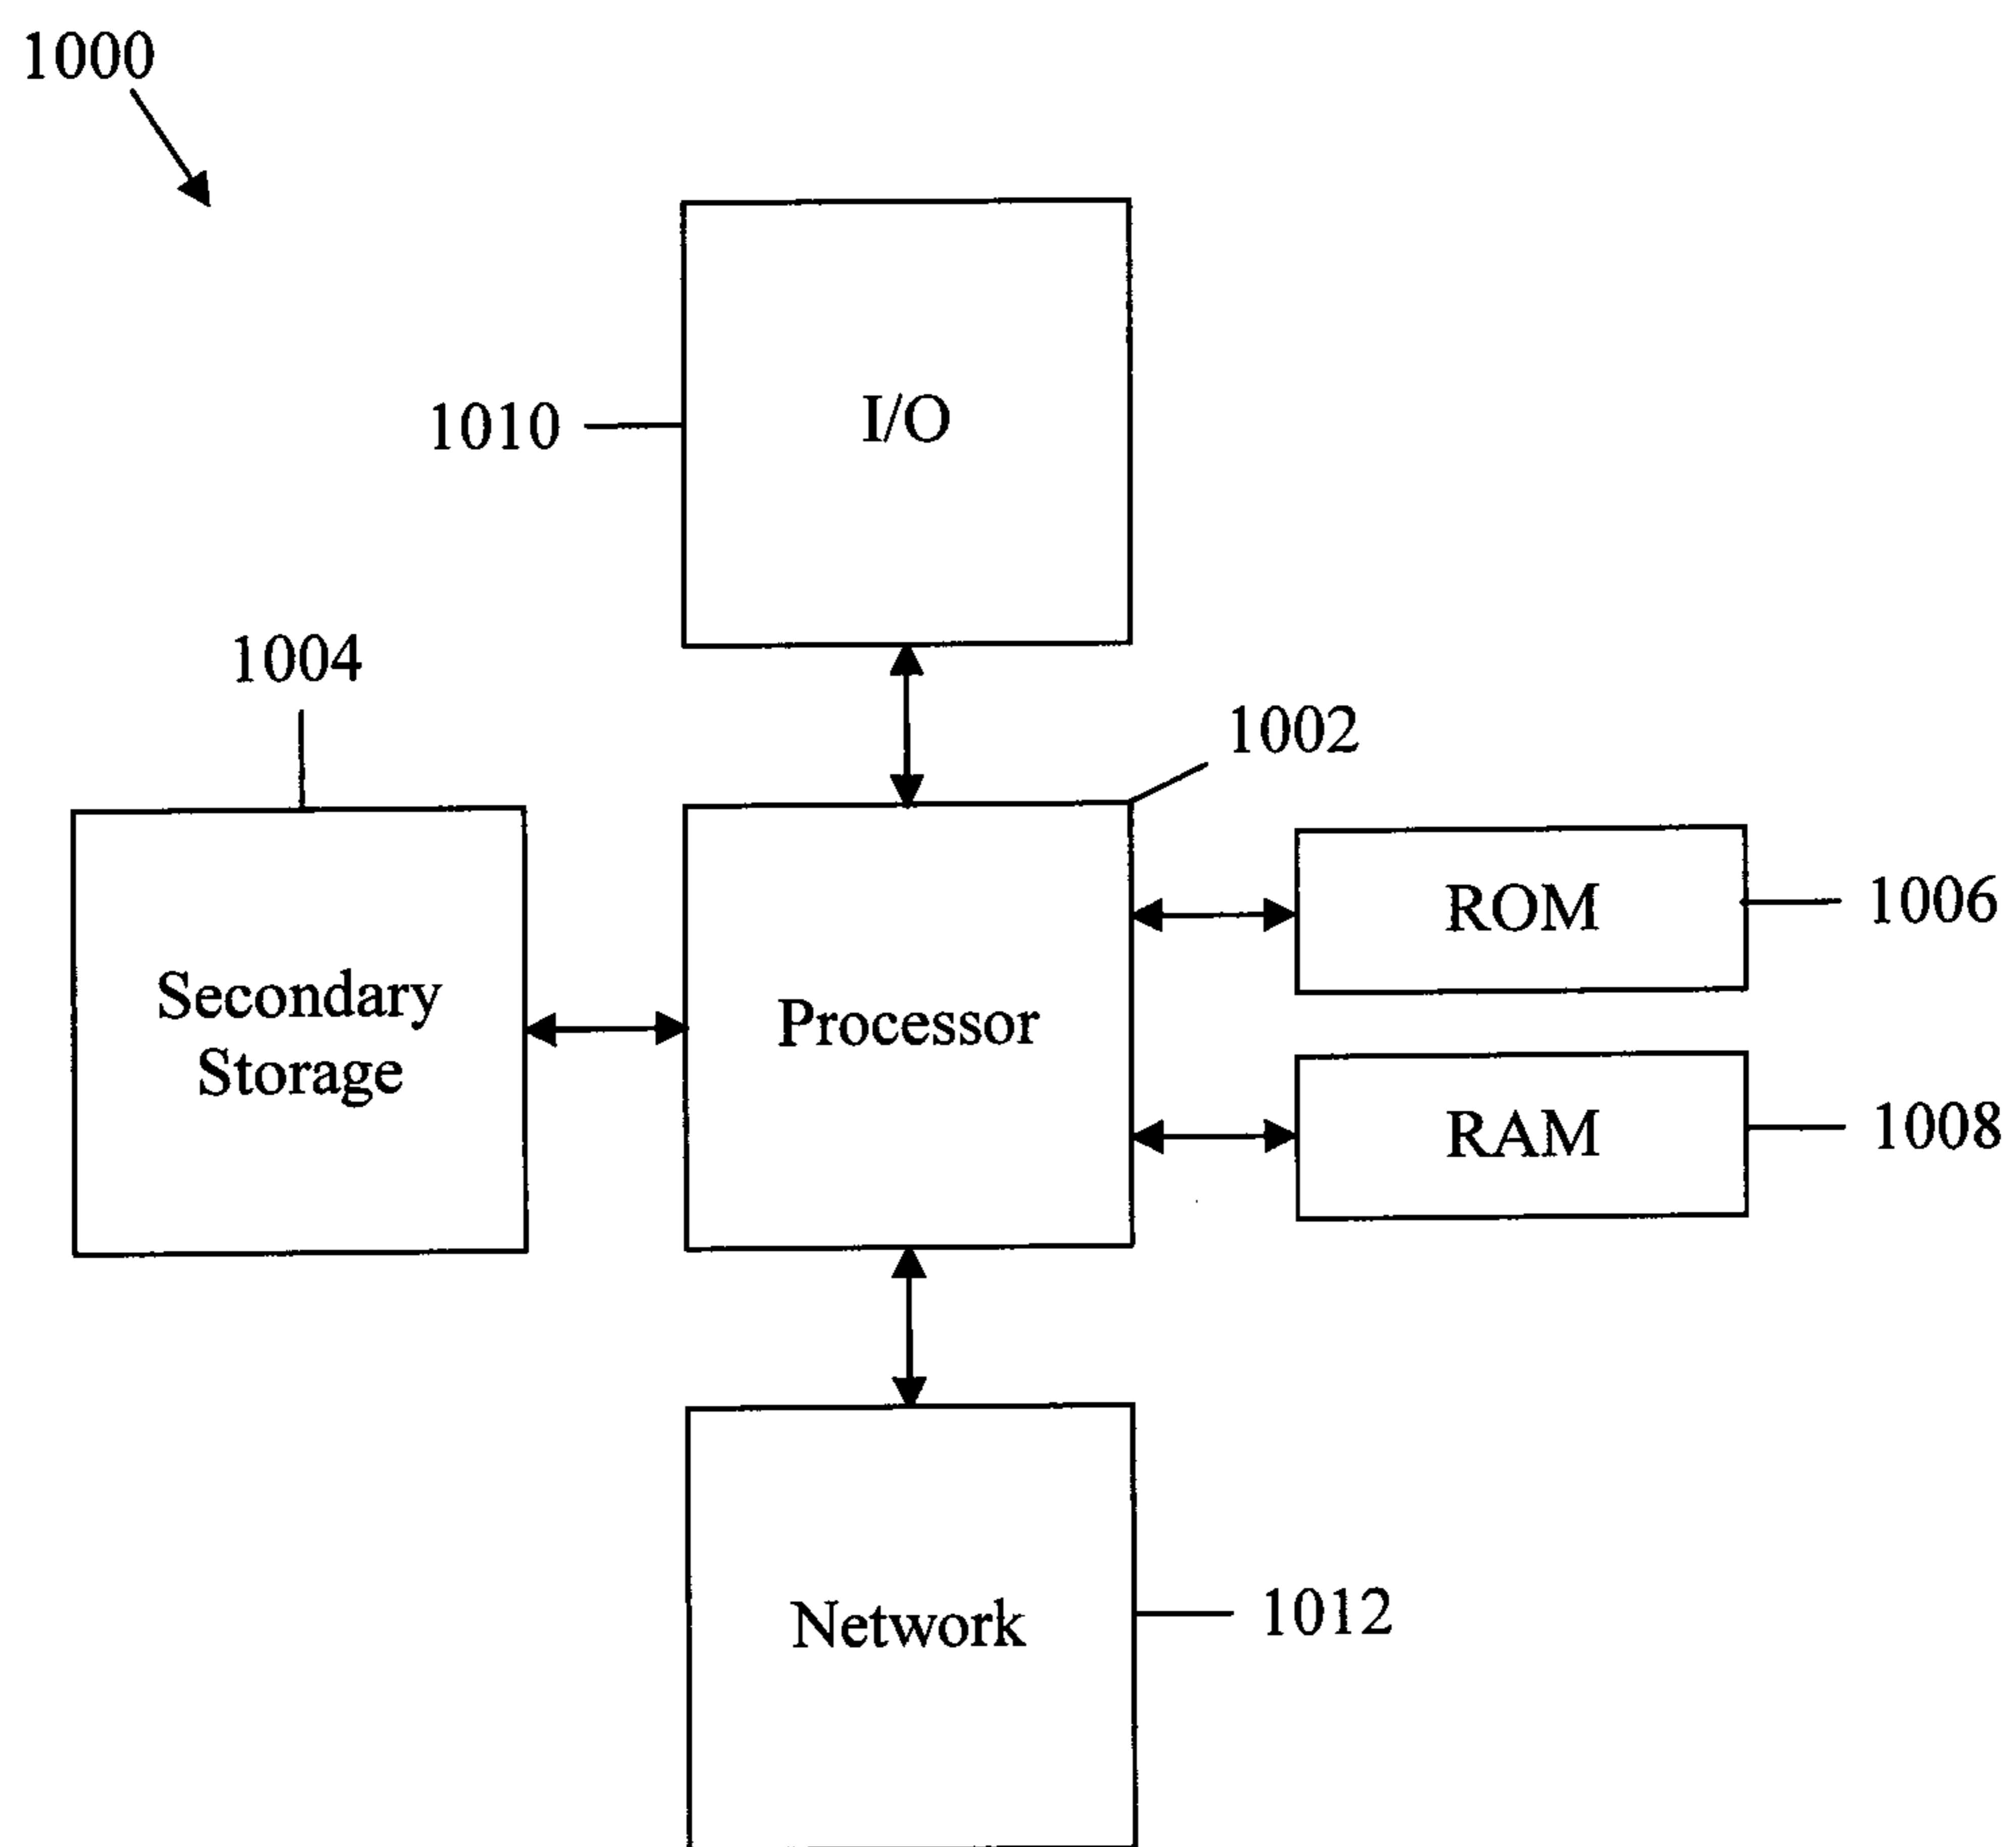 1000
I/O
1010
1004
1002
Secondary
Storage
Processor
ROM
1006
RAM
1008
Network
1012